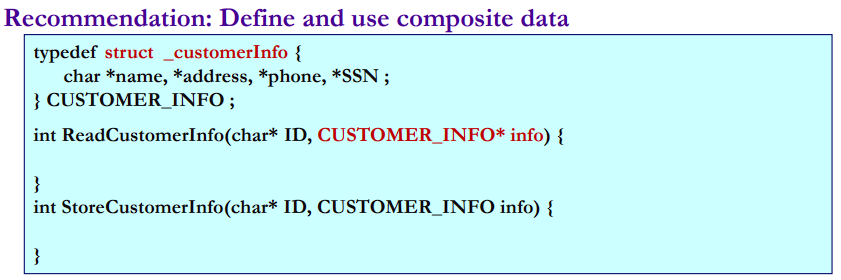 Recommendation: Define and use composite data
typedef struct _customerInfo {
char *name, *address, *phone, *SSN ;
} CUSTOMER_INFO ;
int ReadCustomerInfo(char* ID, CUSTOMER_INFO* info) {
}
int StoreCustomerInfo(char* ID, CUSTOMER_INFO info) {
}